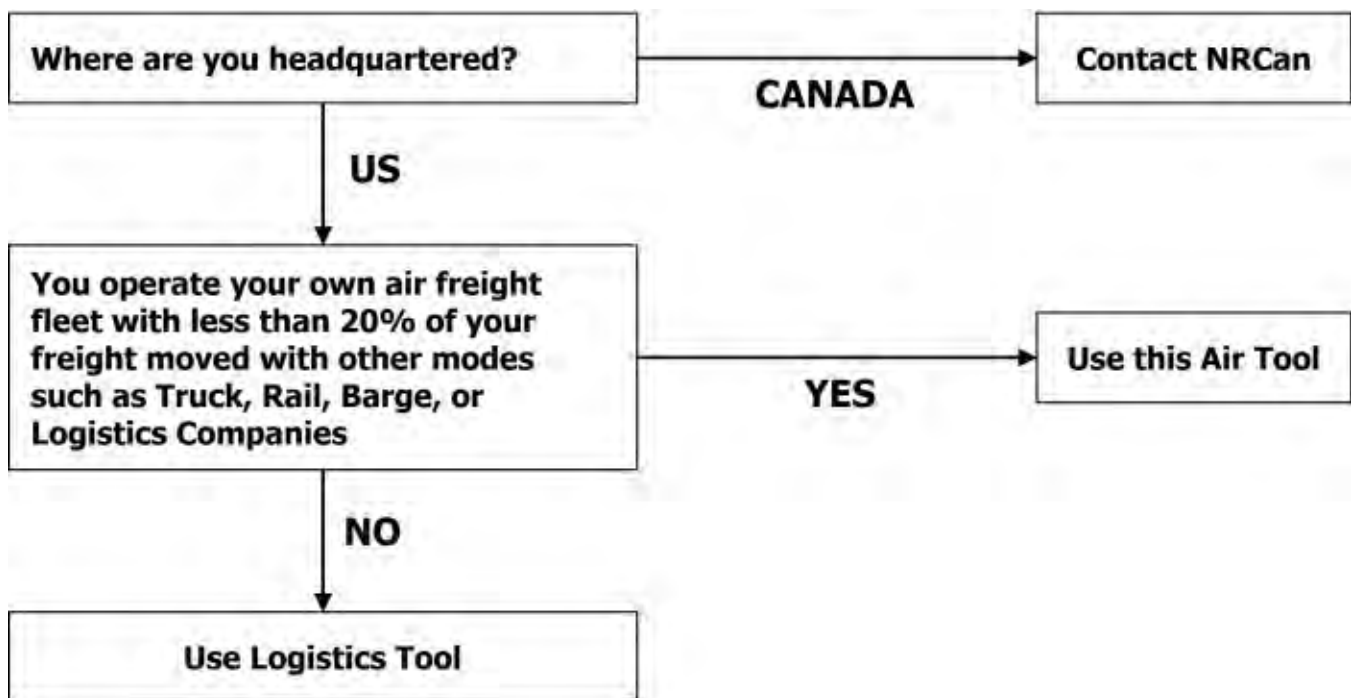 Where are you headquartered?
Contact NRCan
CANADA
US
You operate your own air freight
fleet with less than 20% of your
freight moved with other modes
such as Truck, Rail, Barge, or
Logistics Companies
Use this Air Tool
YES
NO
Use Logistics Tool